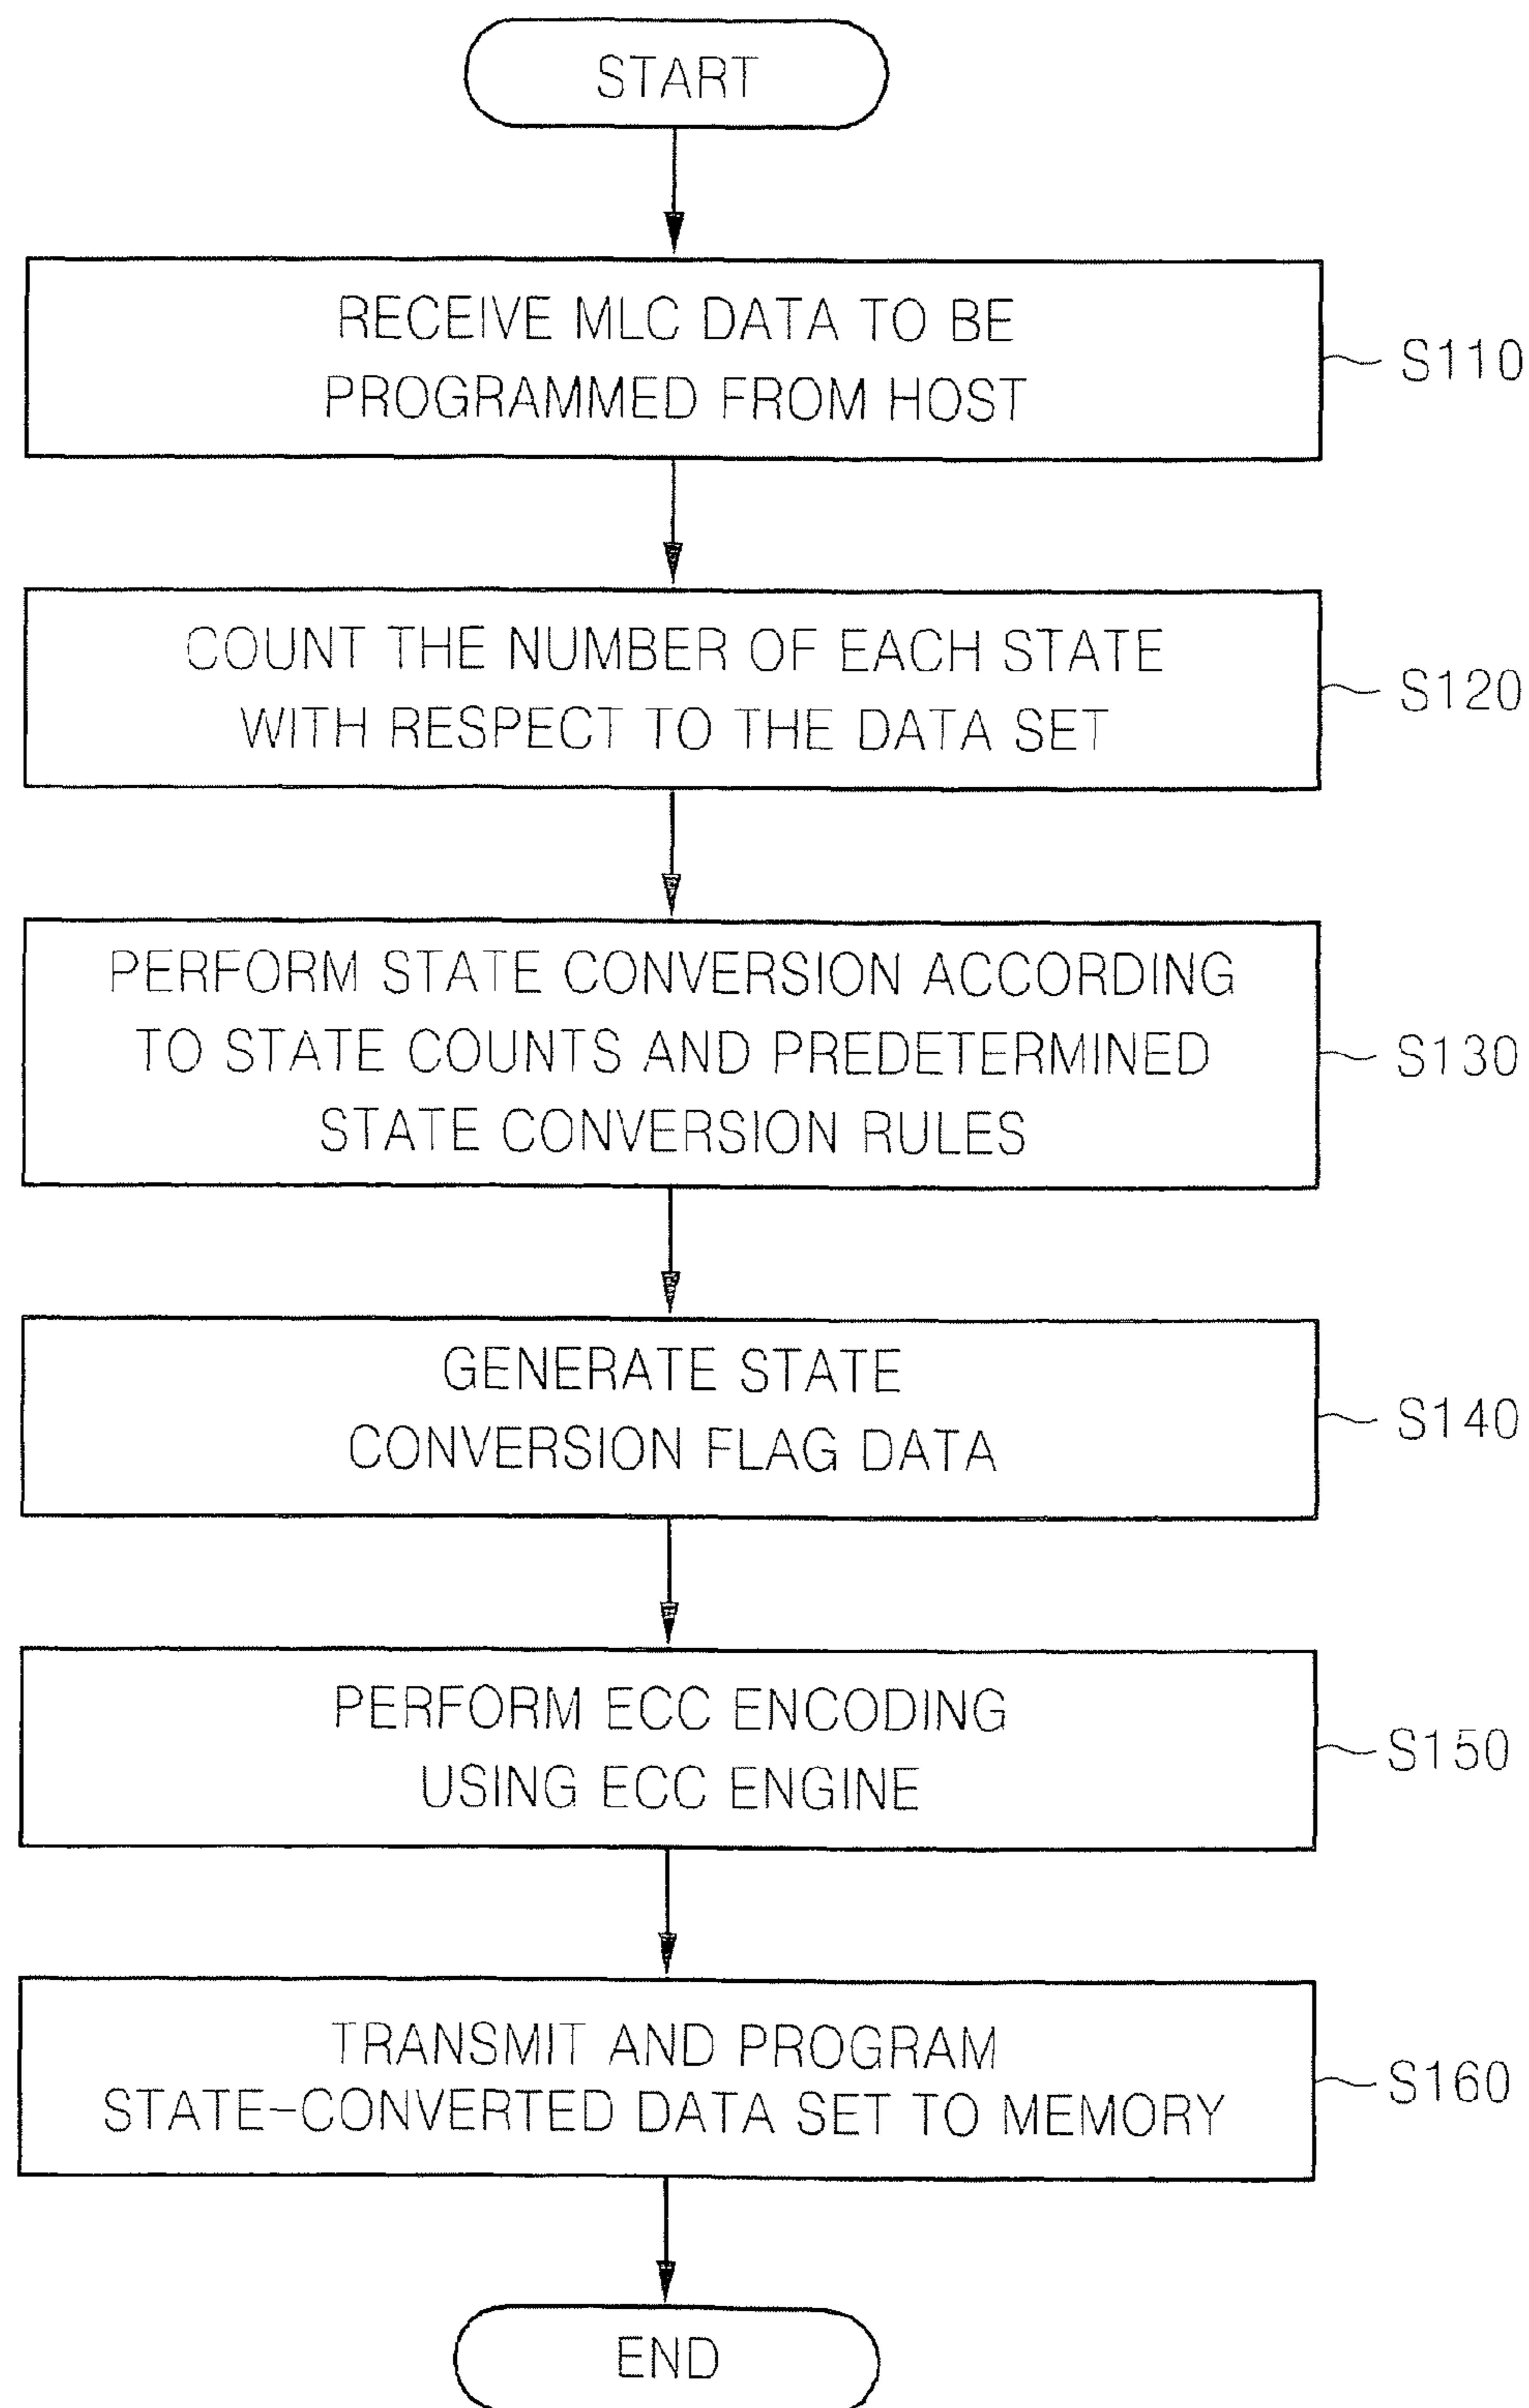 START
RECEIVE MLC DATA TO BE
PROGRAMMED FROM HOST
S110
COUNT THE NUMBER OF EACH STATE
WITH RESPECT TO THE DATA SET
S120
PERFORM STATE CONVERSION ACCORDING
TO STATE COUNTS AND PREDETERMINED
STATE CONVERSION RULES
S130
GENERATE STATE
CONVERSION FLAG DATA
S140
PERFORM ECC ENCODING
USING ECC ENGINE
S150
TRANSMIT AND PROGRAM
STATE-CONVERTED DATA SET TO MEMORY
S160
END